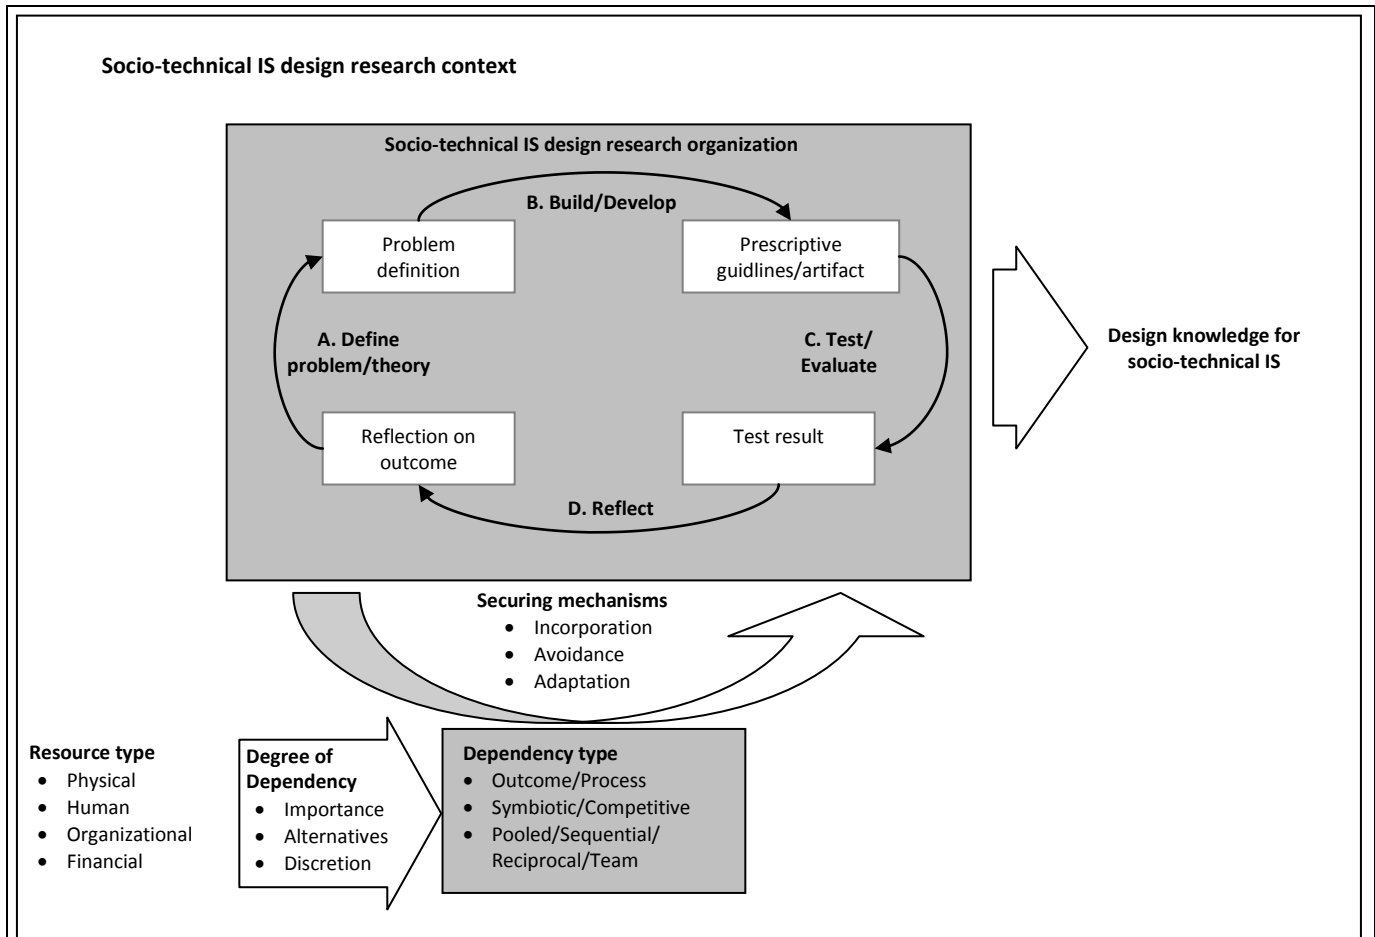 Socio-technical IS design research context
Socio-technical IS design research organization
B. Build/Develop
Problem
definition
Prescriptive
guidlines/artifact
A. Define
problem/theory
C. Test/
Evaluate
Design knowledge for
socio-technical IS
Reflection on
outcome
Test result
D. Reflect
Securing mechanisms
• Incorporation
• Avoidance
• Adaptation
Resource type
• Physical
• Human
• Organizational
• Financial
Degree of
Dependency
• Importance
• Alternatives
• Discretion
Dependency type
• Outcome/Process
• Symbiotic/Competitive
• Pooled/Sequential/
Reciprocal/Team